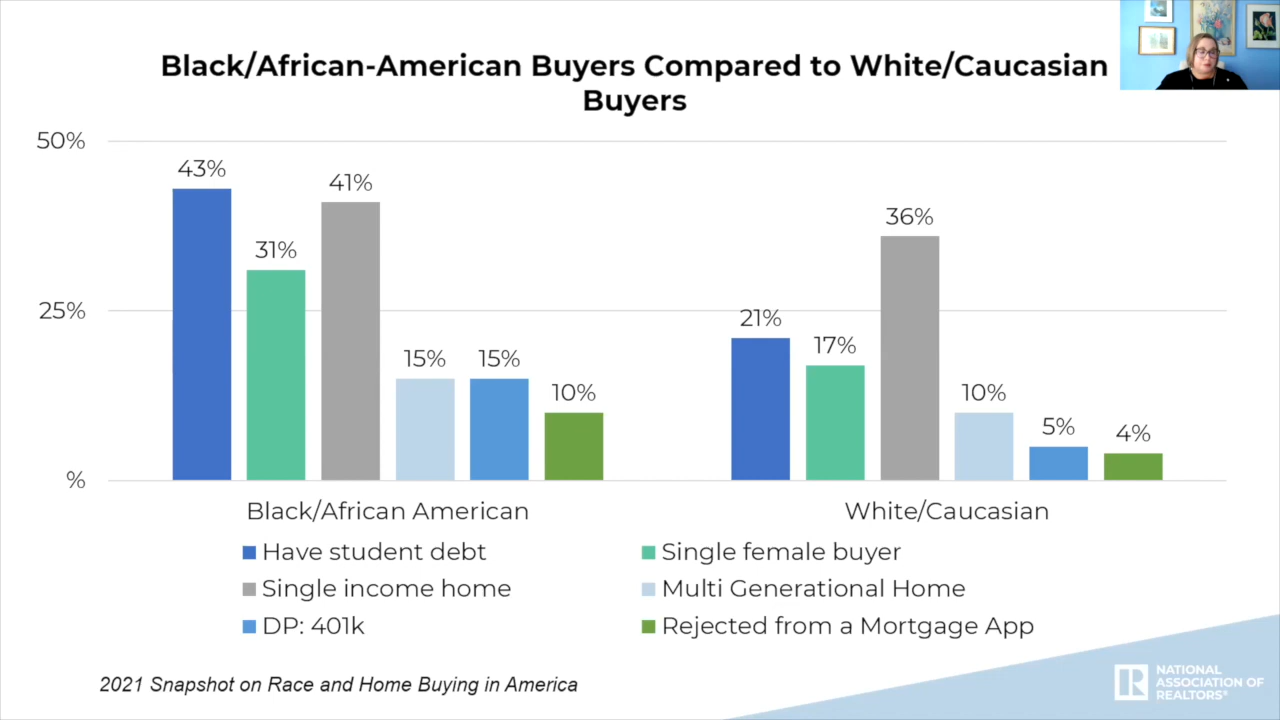 Black/African-American Buyers Compared to White/Caucasian
Buyers
50%
25%
%
43%
31%
41%
15%
15%
10%
21%
17%
36%
10%
5%
4%
Black/African American
White/Caucasian
Have student debt
Single female buyer
Single income home
Multi Generational Home
DP: 401k
Rejected from a Mortgage App
2021 Snapshot on Race and Home Buying in America
NATIONAL
ASSOCIATION OF
REALTORS®